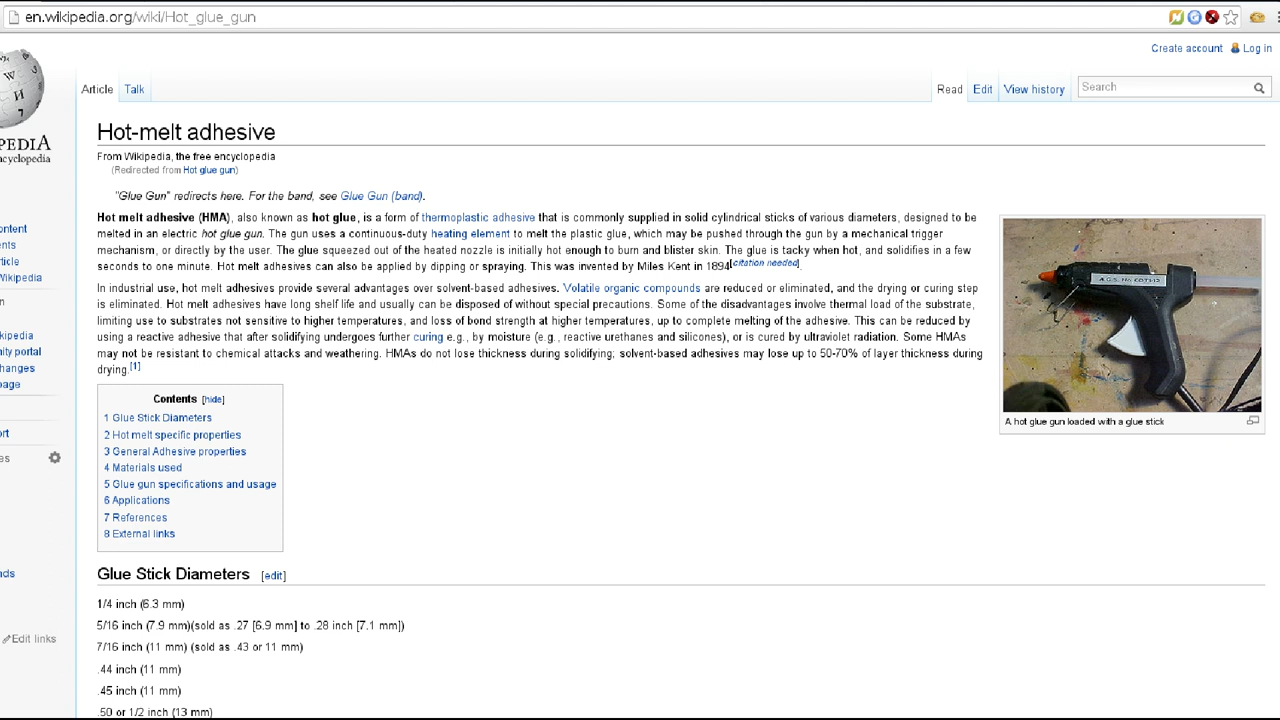 en.wikipedia.org/wiki/Hot_glue_gun
Create account Log in
Article Talk
Read Edit View history Search
PEDIA
cyclopedia
Hot-melt adhesive
From Wikipedia, the free encyclopedia
(Redirected from Hot glue gun)
"Glue Gun" redirects here. For the band, see Glue Gun (band).
Hot melt adhesive (HMA), also known as hot glue, is a form of thermoplastic adhesive that is commonly supplied in solid cylindrical sticks of various diameters, designed to be
melted in an electric hot glue gun. The gun uses a continuous-duty heating element to melt the plastic glue, which may be pushed through the gun by a mechanical trigger
mechanism, or directly by the user. The glue squeezed out of the heated nozzle is initially hot enough to burn and blister skin. The glue is tacky when hot, and solidifies in a few
seconds to one minute. Hot melt adhesives can also be applied by dipping or spraying. This was invented by Miles Kent in 1894[citation needed].
In industrial use, hot melt adhesives provide several advantages over solvent-based adhesives. Volatile organic compounds are reduced or eliminated, and the drying or curing step
is eliminated. Hot melt adhesives have long shelf life and usually can be disposed of without special precautions. Some of the disadvantages involve thermal load of the substrate,
limiting use to substrates not sensitive to higher temperatures, and loss of bond strength at higher temperatures, up to complete melting of the adhesive. This can be reduced by
using a reactive adhesive that after solidifying undergoes further curing e.g., by moisture (e.g., reactive urethanes and silicones), or is cured by ultraviolet radiation. Some HMAs
may not be resistant to chemical attacks and weathering. HMAs do not lose thickness during solidifying; solvent-based adhesives may lose up to 50-70% of layer thickness during
drying.[1]
A hot glue gun loaded with a glue stick
Contents [hide]
1 Glue Stick Diameters
2 Hot melt specific properties
3 General Adhesive properties
4 Materials used
5 Glue gun specifications and usage
6 Applications
7 References
8 External links
Glue Stick Diameters [edit]
1/4 inch (6.3 mm)
5/16 inch (7.9 mm)(sold as .27 [6.9 mm] to .28 inch [7.1 mm])
7/16 inch (11 mm) (sold as .43 or 11 mm)
.44 inch (11 mm)
.45 inch (11 mm)
.50 or 1/2 inch (13 mm)
ontent
ents
rticle
Wikipedia
n
kipedia
nity portal
hanges
page
ort
es
ads
Edit links